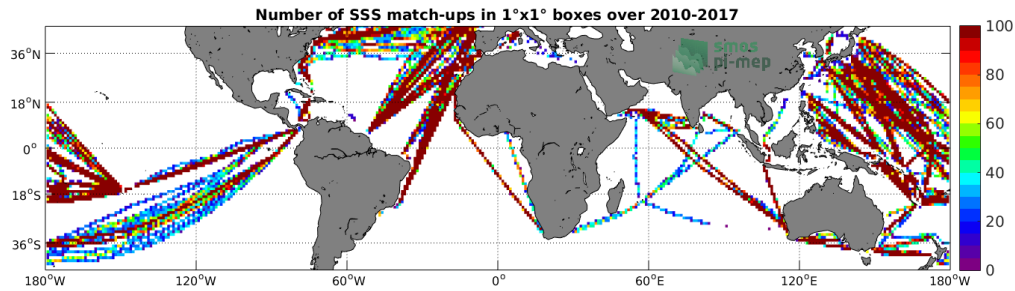 Number of SSS match-ups in 1°x1° boxes over 2010-2017
smos
pi-mep
36°N
18°N
0°
18°S
36°S
180°W
120°W
60°W
0°
60°E
120°E
180°W
100
80
60
40
20
0